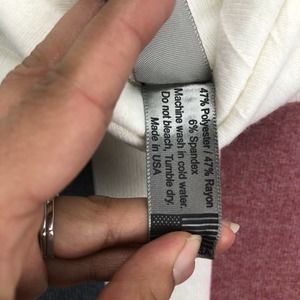 47% Polyester / 47% Rayon
6% Spandex
Machine wash in cold water.
Do not bleach, Tumble dry.
Made in USA